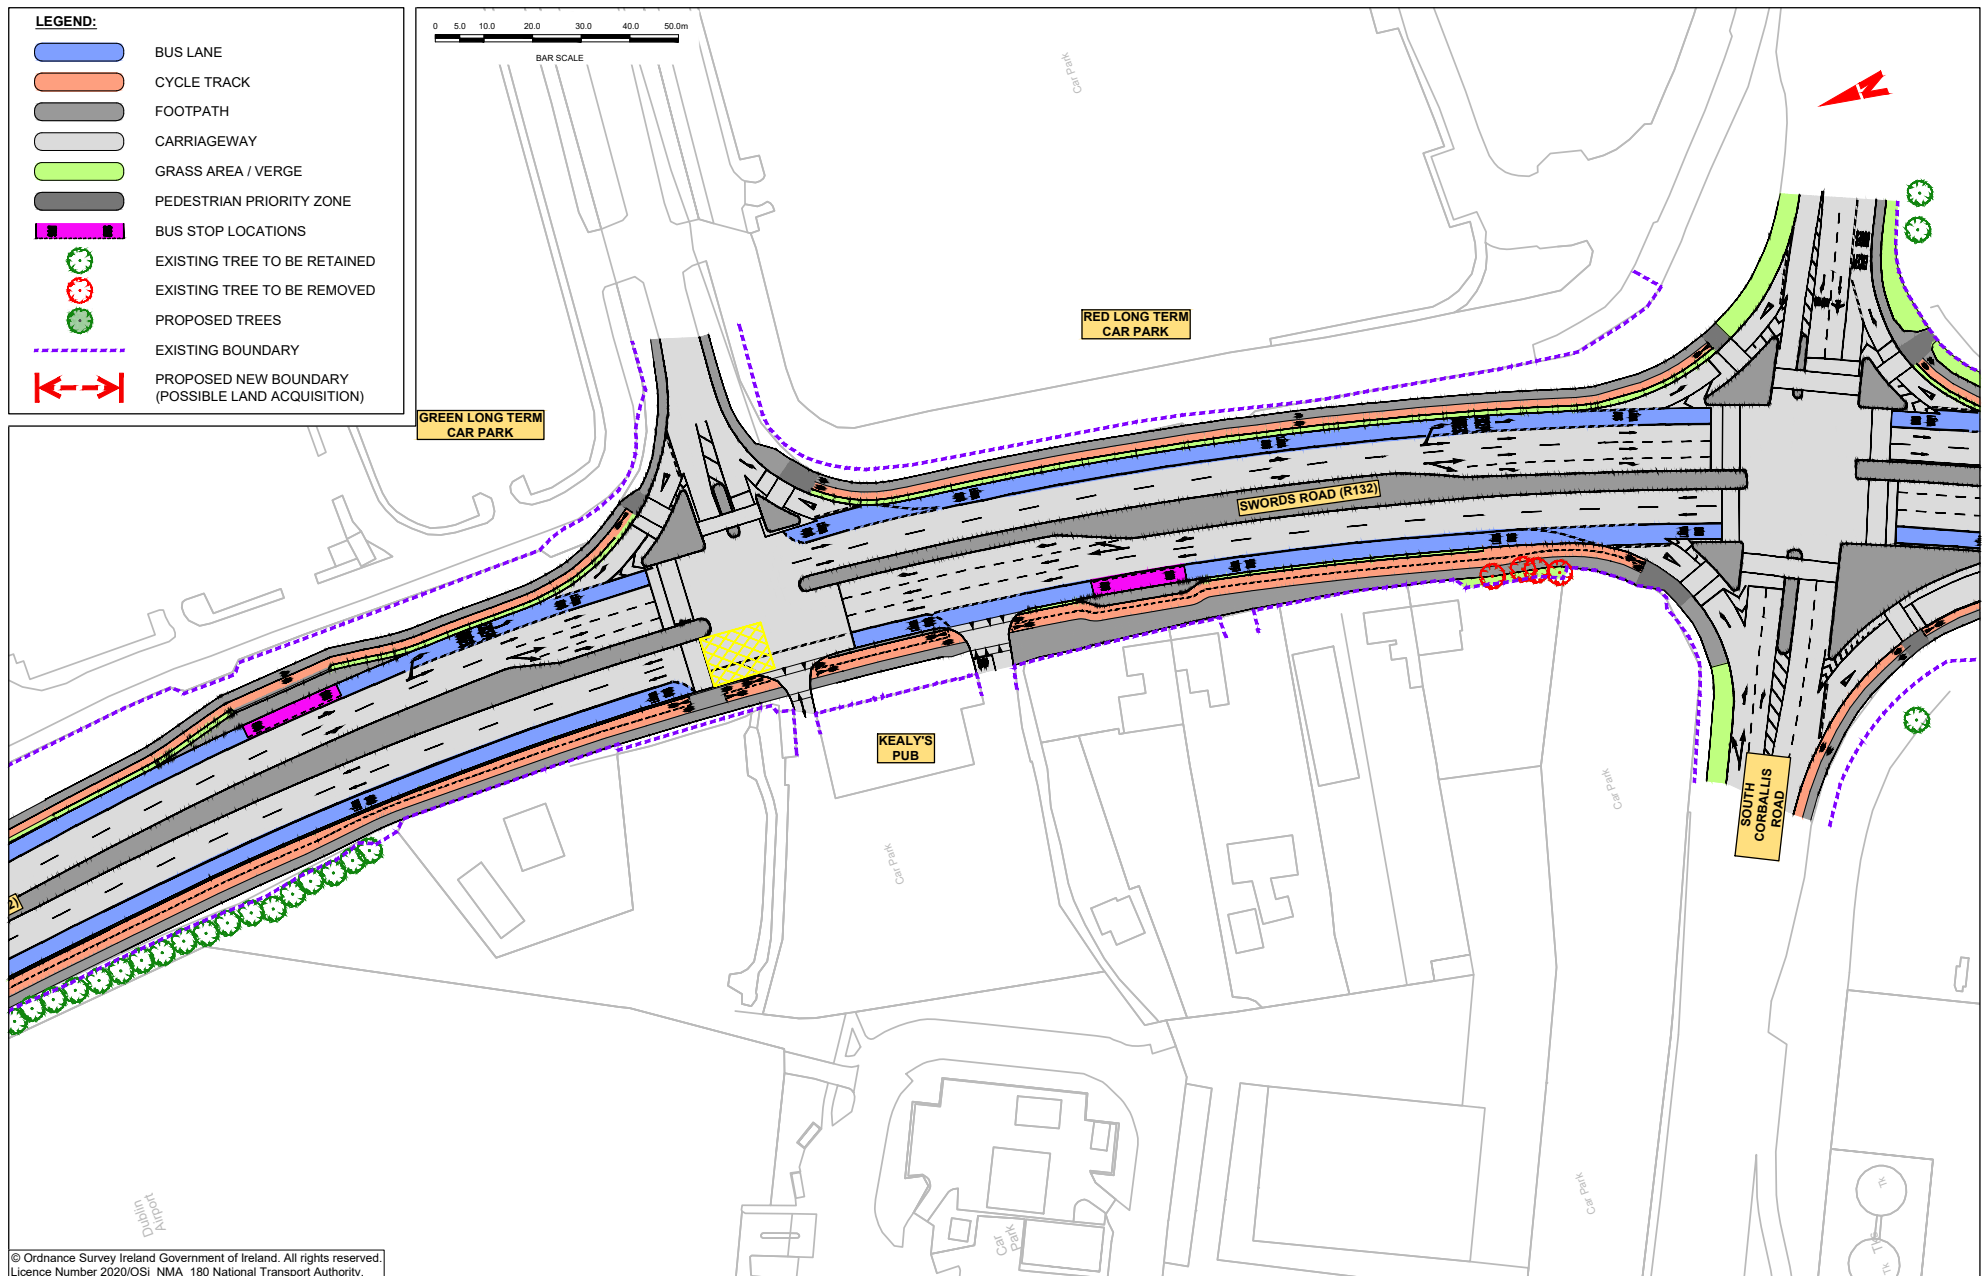 LEGEND:
BUS LANE
CYCLE TRACK
FOOTPATH
CARRIAGEWAY
GRASS AREA / VERGE
PEDESTRIAN PRIORITY ZONE
BUS STOP LOCATIONS
EXISTING TREE TO BE RETAINED
EXISTING TREE TO BE REMOVED
PROPOSED TREES
EXISTING BOUNDARY
PROPOSED NEW BOUNDARY
(POSSIBLE LAND ACQUISITION)
0 5.0 10.0 20.0 30.0 40.0 50.0m
BAR SCALE
Car Park
N
RED LONG TERM
CAR PARK
GREEN LONG TERM
CAR PARK
SWORDS ROAD (R132)
KEALY'S
PUB
SOUTH
CORBALLIS
ROAD
Car Park
Car Park
2)
Car Park
Car
Park
Dublin
Airport
Tk
Tks
Tk
© Ordnance Survey Ireland Government of Ireland. All rights reserved.
Licence Number 2020/OSi_NMA_180 National Transport Authority.